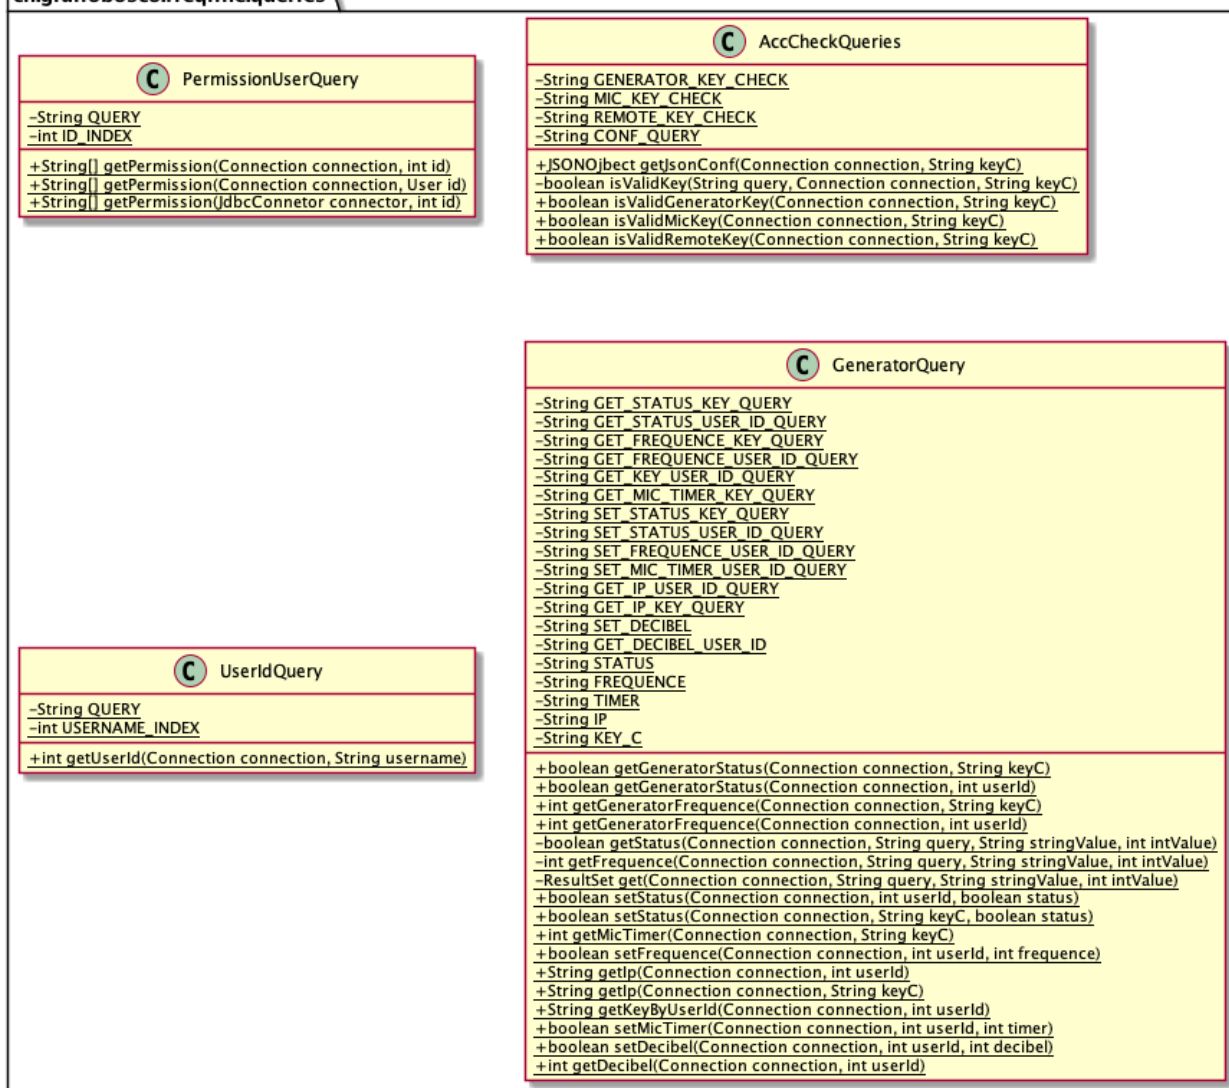 C PermissionUserQuery
-String QUERY
-int ID_INDEX
+String[] getPermission(Connection connection, int id)
+String[] getPermission(Connection connection, User id)
+String[] getPermission(JdbcConnetor connector, int id)
C AccCheckQueries
-String GENERATOR_KEY_CHECK
-String MIC_KEY_CHECK
-String REMOTE_KEY_CHECK
-String CONF_QUERY
+JSONOjbect getJsonConf(Connection connection, String keyC)
-boolean isValidKey(String query, Connection connection, String keyC)
+boolean isValidGeneratorKey(Connection connection, String keyC)
+boolean isValidMicKey(Connection connection, String keyC)
+boolean isValidRemoteKey(Connection connection, String keyC)
C UserIdQuery
-String QUERY
-int USERNAME_INDEX
+int getUserId(Connection connection, String username)
C GeneratorQuery
-String GET_STATUS_KEY_QUERY
-String GET_STATUS_USER_ID_QUERY
-String GET_FREQUENCE_KEY_QUERY
-String GET_FREQUENCE_USER_ID_QUERY
-String GET_KEY_USER_ID_QUERY
-String GET_MIC_TIMER_KEY_QUERY
-String SET_STATUS_KEY_QUERY
-String SET_STATUS_USER_ID_QUERY
-String SET_FREQUENCE_USER_ID_QUERY
-String SET_MIC_TIMER_USER_ID_QUERY
-String GET_IP_USER_ID_QUERY
-String GET_IP_KEY_QUERY
-String SET_DECIBEL
-String GET_DECIBEL_USER_ID
-String STATUS
-String FREQUENCE
-String TIMER
-String IP
-String KEY_C
+boolean getGeneratorStatus(Connection connection, String keyC)
+boolean getGeneratorStatus(Connection connection, int userId)
+int getGeneratorFrequence(Connection connection, String keyC)
+int getGeneratorFrequence(Connection connection, int userId)
-boolean getStatus(Connection connection, String query, String stringValue, int intValue)
-int getFrequence(Connection connection, String query, String stringValue, int intValue)
-ResultSet get(Connection connection, String query, String stringValue, int intValue)
+boolean setStatus(Connection connection, int userId, boolean status)
+boolean setStatus(Connection connection, String keyC, boolean status)
+int getMicTimer(Connection connection, String keyC)
+boolean setFrequence(Connection connection, int userId, int frequence)
+String getIp(Connection connection, int userId)
+String getIp(Connection connection, String keyC)
+String getKeyByUserId(Connection connection, int userId)
+boolean setMicTimer(Connection connection, int userId, int timer)
+boolean setDecibel(Connection connection, int userId, int decibel)
+int getDecibel(Connection connection, int userId)